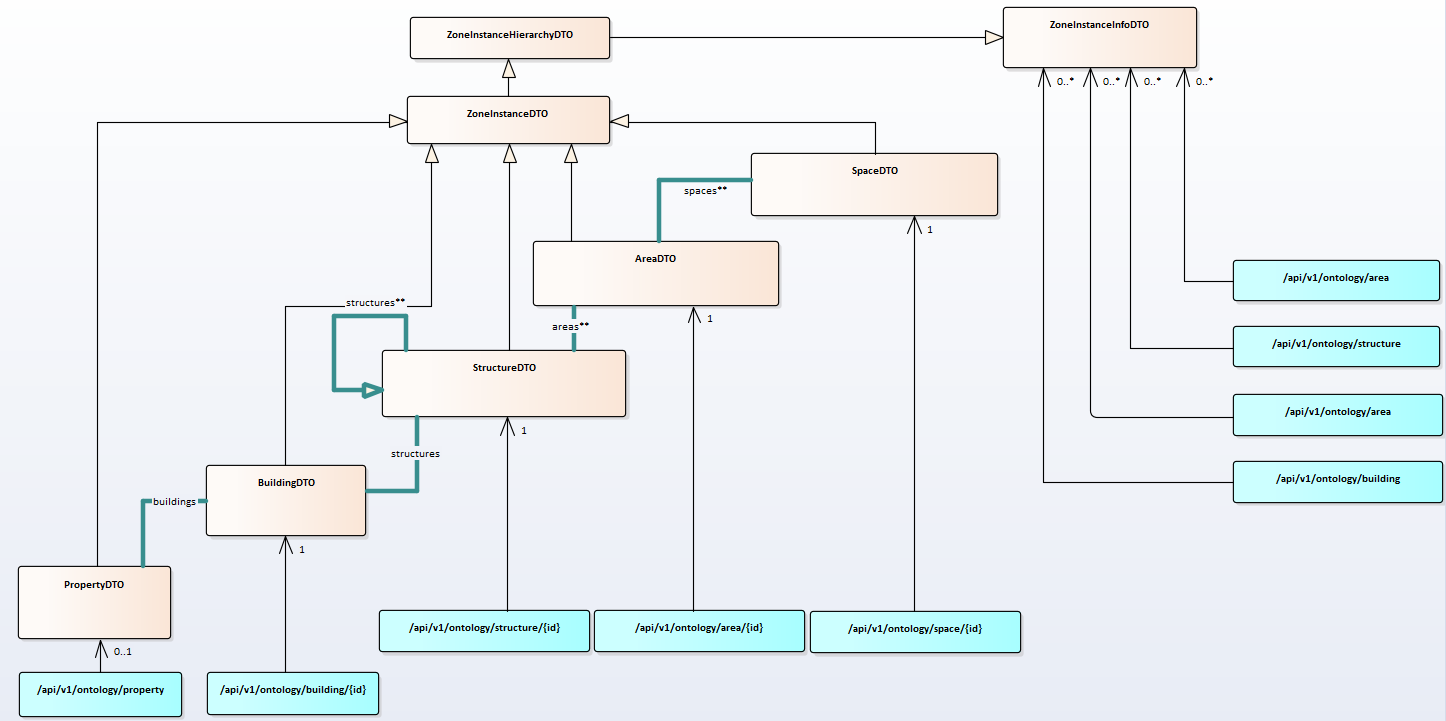 ZoneInstanceHierarchyDTO
ZoneInstanceInfoDTO
0..*
0..*
0..*
0..*
ZoneInstanceDTO
SpaceDTO
spaces**
1
AreaDTO
/api/v1/ontology/area
structures**
areas**
1
/api/v1/ontology/structure
StructureDTO
/api/v1/ontology/area
1
structures
BuildingDTO
/api/v1/ontology/building
buildings
1
PropertyDTO
/api/v1/ontology/structure/{id}
/api/v1/ontology/area/{id}
/api/v1/ontology/space/{id}
0..1
/api/v1/ontology/property
/api/v1/ontology/building/{id}